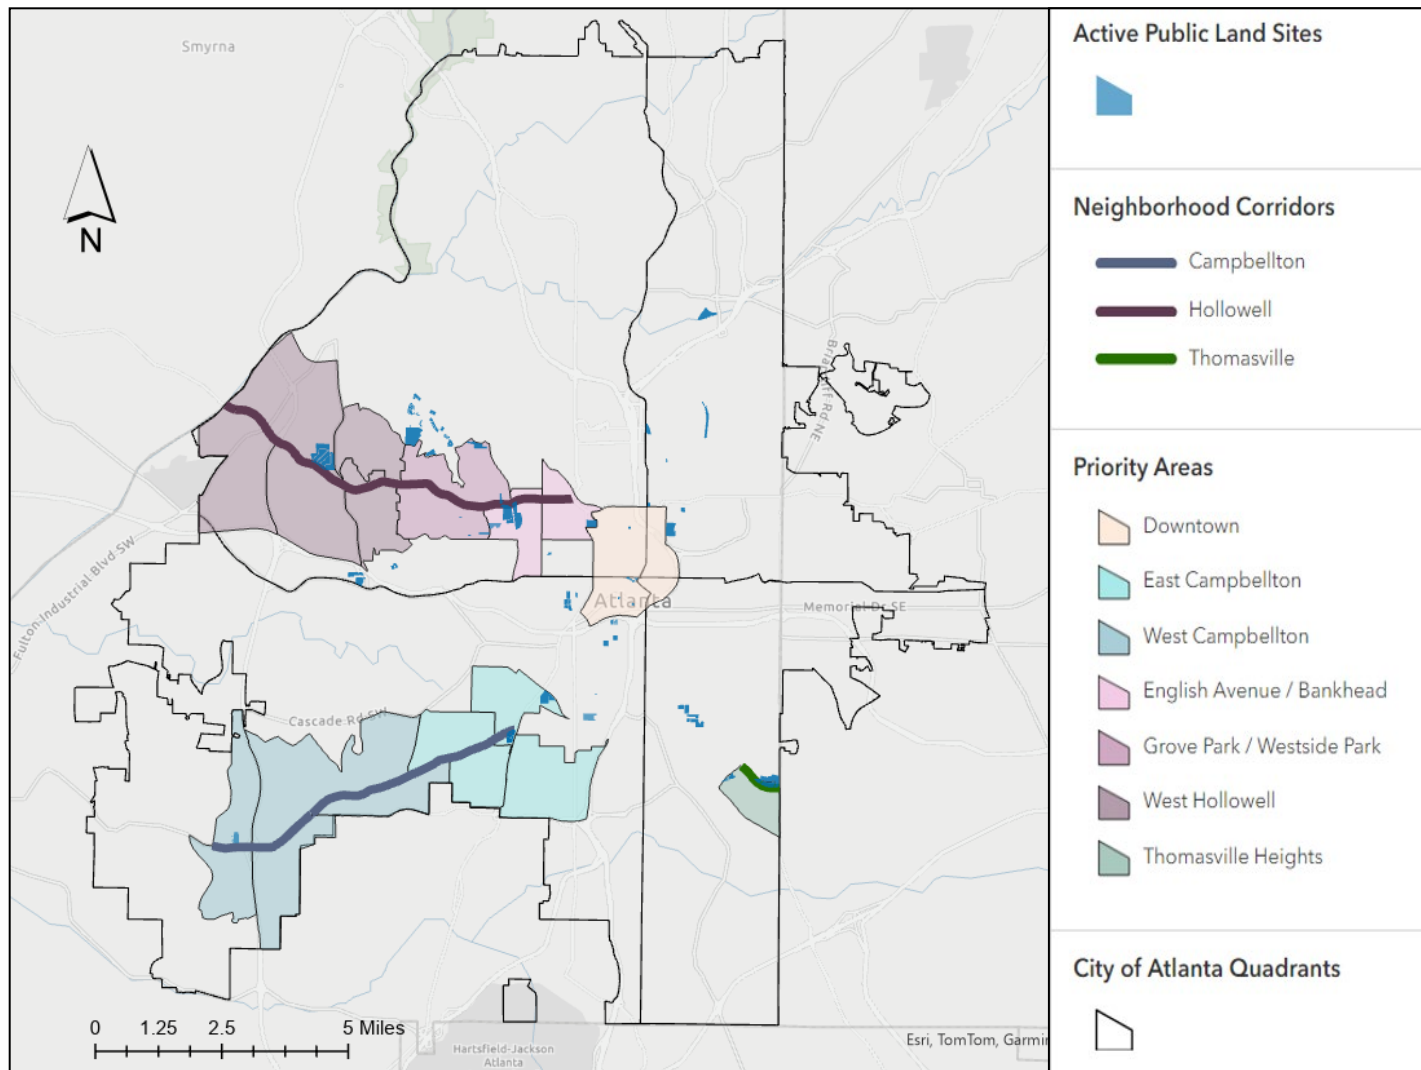 Smyrna
N
Briarcliff Rd NE
Fulton Industrial Blvd SW
Atlanta
Memorial Dr SE
Cascade Rd SW
0 1.25 2.5 5 Miles
Hartsfield-Jackson
Atlanta
Esri, TomTom, Garmin
Active Public Land Sites
Neighborhood Corridors
Campbellton
Hollowell
Thomasville
Priority Areas
Downtown
East Campbellton
West Campbellton
English Avenue / Bankhead
Grove Park / Westside Park
West Hollowell
Thomasville Heights
City of Atlanta Quadrants